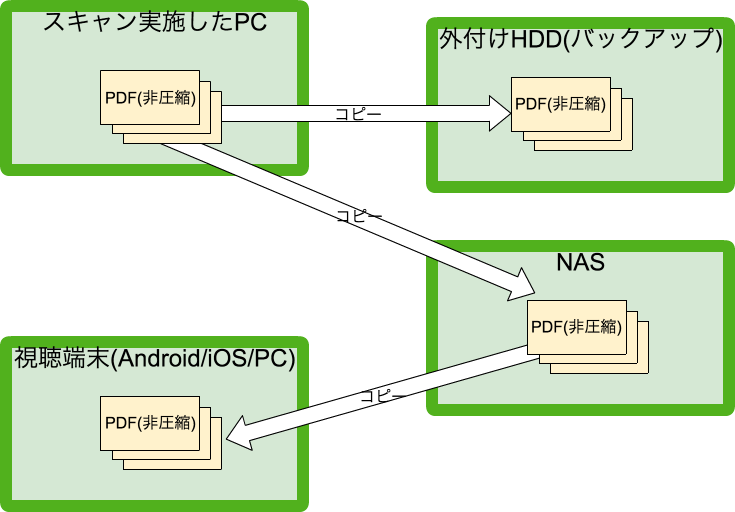 スキャン実施したPC
PDF(非圧縮)
コピー
外付けHDD(バックアップ)
PDF(非圧縮)
コピー
NAS
PDF(非圧縮)
コピー
視聴端末(Android/iOS/PC)
PDF(非圧縮)